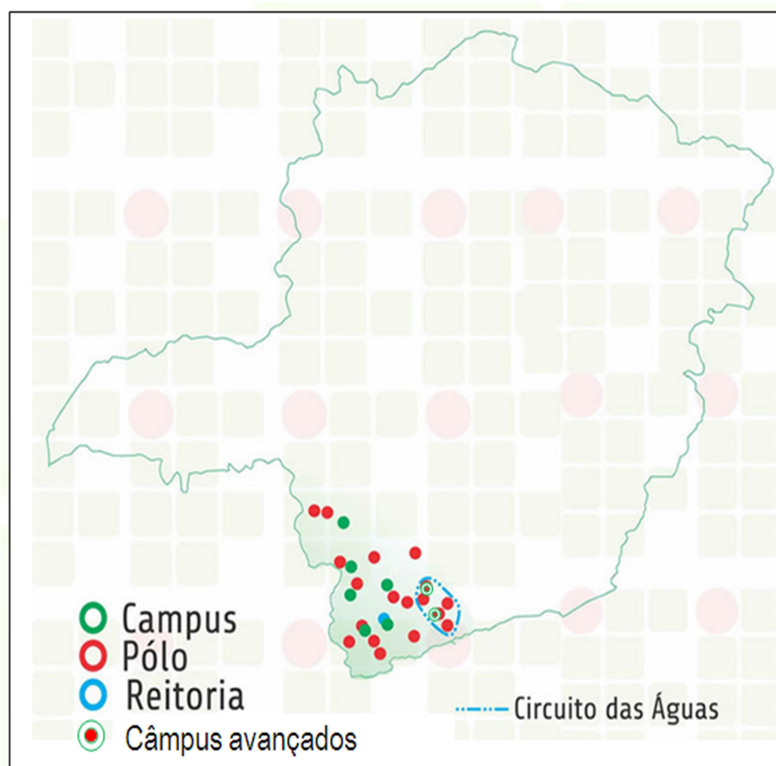 Campus
Pólo
Reitoria
Câmpus avançados
Circuito das Águas